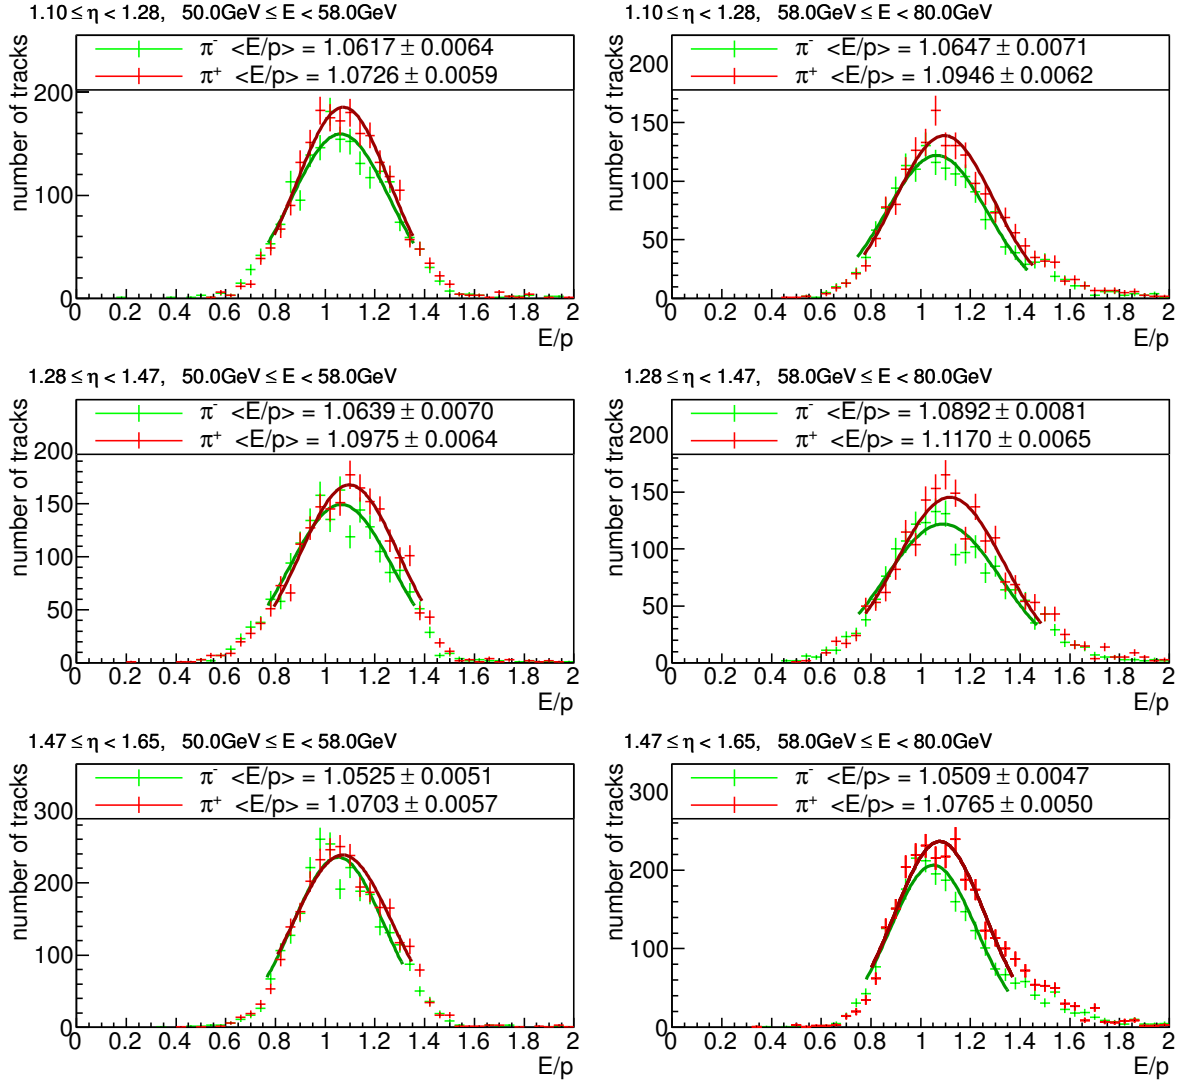 1.10 ≤ η < 1.28, 50.0GeV ≤ E < 58.0GeV
π⁻ <E/p> = 1.0617 ± 0.0064
π⁺ <E/p> = 1.0726 ± 0.0059
number of tracks
200
100
0
0 0.2 0.4 0.6 0.8 1 1.2 1.4 1.6 1.8 2
E/p
1.10 ≤ η < 1.28, 58.0GeV ≤ E < 80.0GeV
π⁻ <E/p> = 1.0647 ± 0.0071
π⁺ <E/p> = 1.0946 ± 0.0062
number of tracks
200
150
100
50
0
0 0.2 0.4 0.6 0.8 1 1.2 1.4 1.6 1.8 2
E/p
1.28 ≤ η < 1.47, 50.0GeV ≤ E < 58.0GeV
π⁻ <E/p> = 1.0639 ± 0.0070
π⁺ <E/p> = 1.0975 ± 0.0064
number of tracks
200
150
100
50
0
0 0.2 0.4 0.6 0.8 1 1.2 1.4 1.6 1.8 2
E/p
1.28 ≤ η < 1.47, 58.0GeV ≤ E < 80.0GeV
π⁻ <E/p> = 1.0892 ± 0.0081
π⁺ <E/p> = 1.1170 ± 0.0065
number of tracks
200
150
100
50
0
0 0.2 0.4 0.6 0.8 1 1.2 1.4 1.6 1.8 2
E/p
1.47 ≤ η < 1.65, 50.0GeV ≤ E < 58.0GeV
π⁻ <E/p> = 1.0525 ± 0.0051
π⁺ <E/p> = 1.0703 ± 0.0057
number of tracks
300
200
100
0
0 0.2 0.4 0.6 0.8 1 1.2 1.4 1.6 1.8 2
E/p
1.47 ≤ η < 1.65, 58.0GeV ≤ E < 80.0GeV
π⁻ <E/p> = 1.0509 ± 0.0047
π⁺ <E/p> = 1.0765 ± 0.0050
number of tracks
300
200
100
0
0 0.2 0.4 0.6 0.8 1 1.2 1.4 1.6 1.8 2
E/p